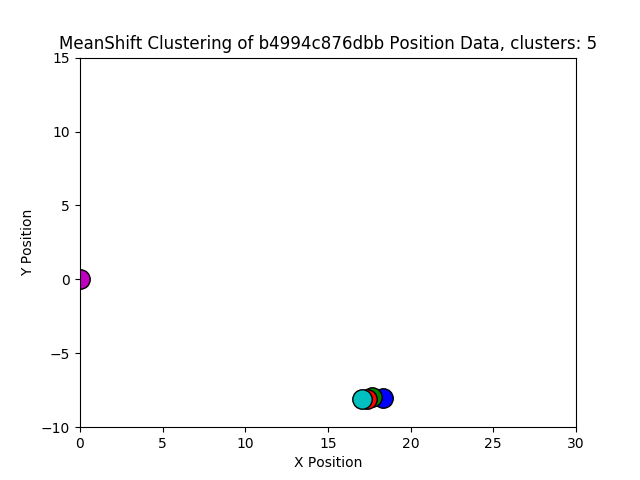 MeanShift Clustering of b4994c876dbb Position Data, clusters: 5
15
10
5
0
−5
−10
Y Position
0 5 10 15 20 25 30
X Position